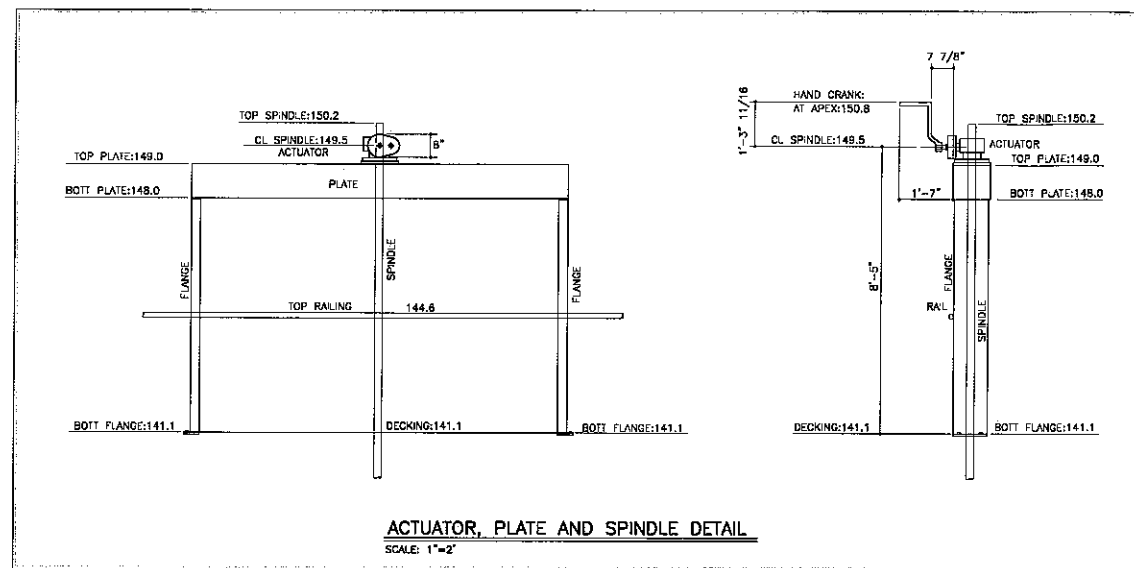 TOP SPINDLE:150.2
CL SPINDLE:149.5
ACTUATOR
8"
TOP PLATE:149.0
PLATE
BOTT PLATE:148.0
SPINDLE
FLANGE
FLANGE
TOP RAILING 144.6
BOTT FLANGE:141.1
DECKING:141.1
BOTT FLANGE:141.1
7 7/8"
HAND CRANK:
AT APEX:150.8
1'-3" 11/16
TOP SPINDLE:150.2
CL SPINDLE:149.5
ACTUATOR
TOP PLATE:149.0
1'-7"
BOTT PLATE:148.0
8'-5"
FLANGE
RAIL
SPINDLE
DECKING:141.1
BOTT FLANGE:141.1
ACTUATOR, PLATE AND SPINDLE DETAIL
SCALE: 1"=2'